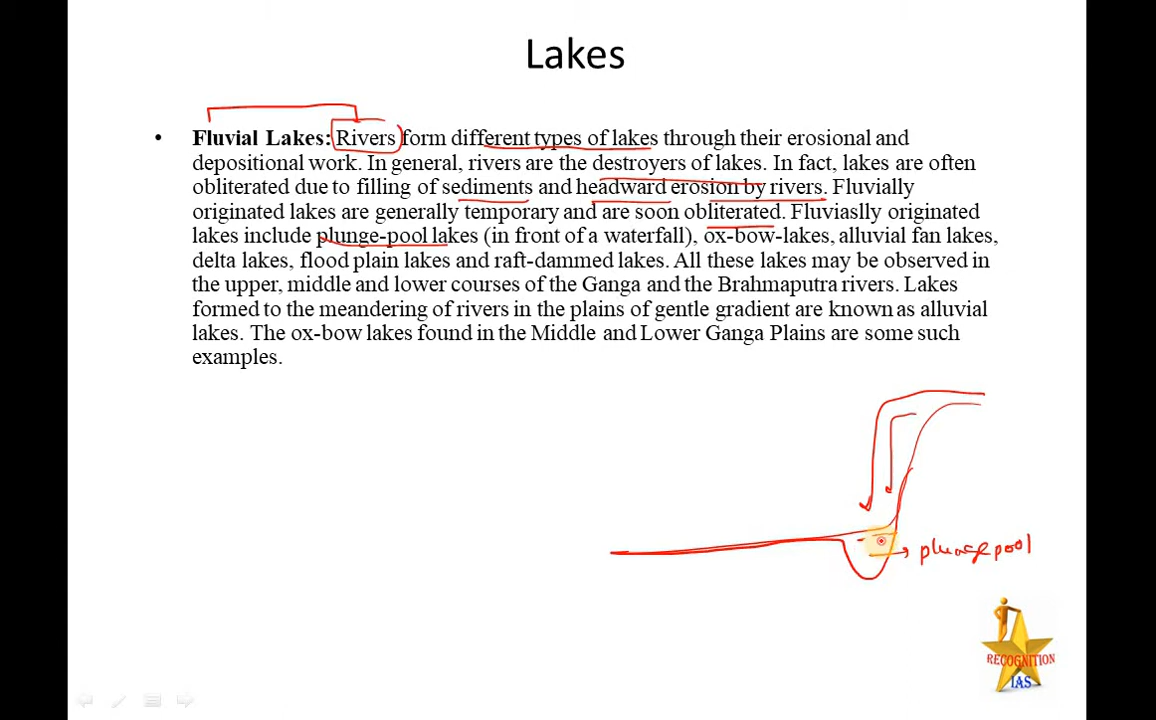 Lakes
• Fluvial Lakes: Rivers form different types of lakes through their erosional and
depositional work. In general, rivers are the destroyers of lakes. In fact, lakes are often
obliterated due to filling of sediments and headward erosion by rivers. Fluvially
originated lakes are generally temporary and are soon obliterated. Fluviaslly originated
lakes include plunge-pool lakes (in front of a waterfall), ox-bow-lakes, alluvial fan lakes,
delta lakes, flood plain lakes and raft-dammed lakes. All these lakes may be observed in
the upper, middle and lower courses of the Ganga and the Brahmaputra rivers. Lakes
formed to the meandering of rivers in the plains of gentle gradient are known as alluvial
lakes. The ox-bow lakes found in the Middle and Lower Ganga Plains are some such
examples.
plunge pool
RECOGNITION
IAS